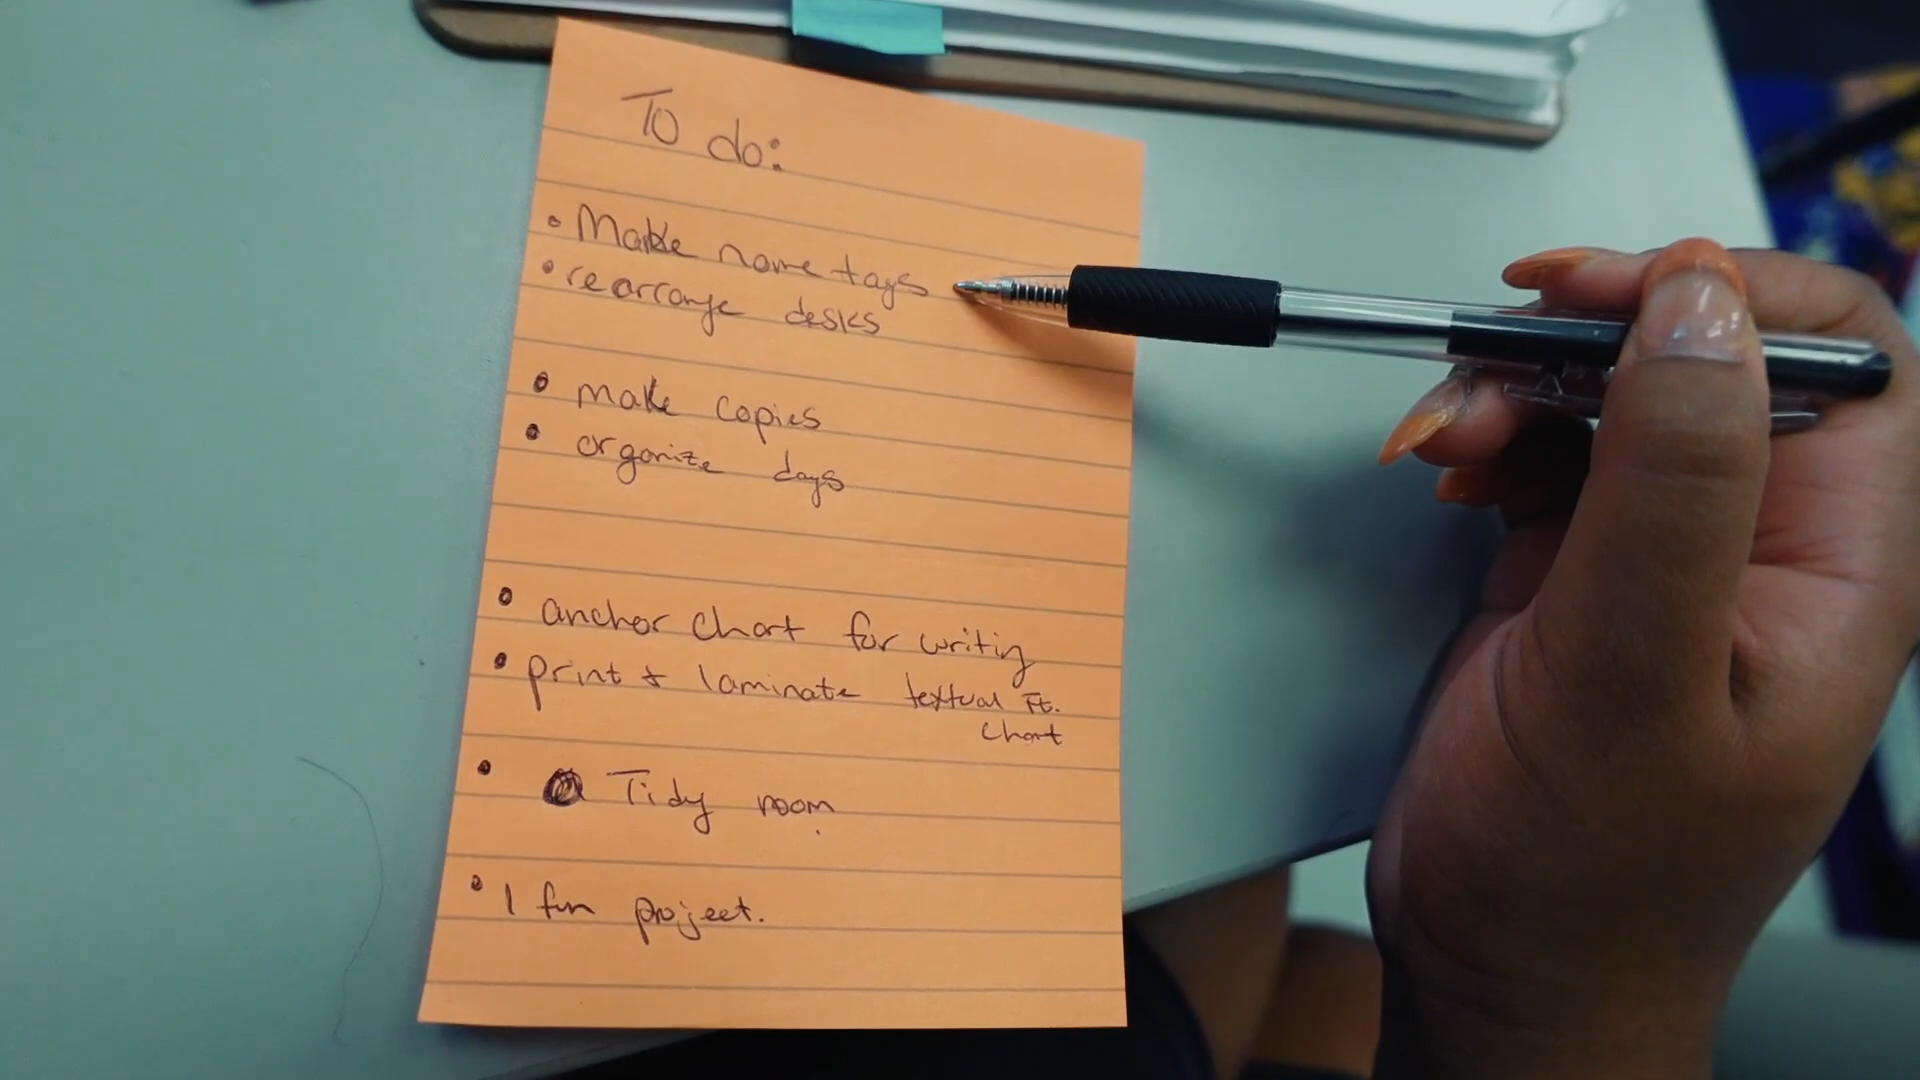 To do:
• Make name tags
• rearrange desks
• make copies
• organize days
• anchor chart for writing
• print & laminate textual Ft.
chart
• Tidy room
• 1 fun project.